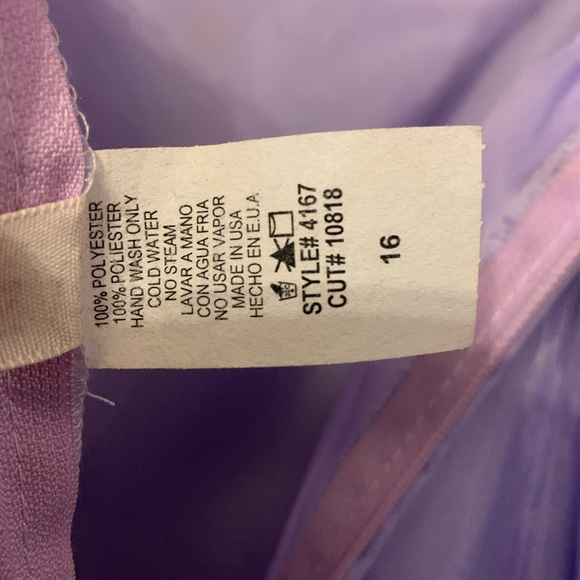 100% POLYESTER
100% POLIESTER
HAND WASH ONLY
COLD WATER
NO STEAM
LAVAR A MANO
CON AGUA FRIA
NO USAR VAPOR
MADE IN USA
HECHO EN E.U.A
STYLE# 4167
CUT# 10818
16